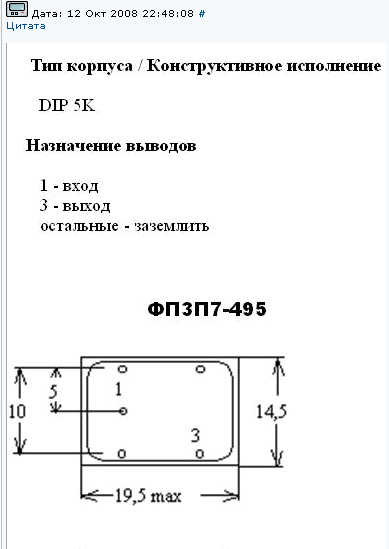 Дата: 12 Окт 2008 22:48:08 #
Цитата
Тип корпуса / Конструктивное исполнение
DIP 5K
Назначение выводов
1 - вход
3 - выход
остальные - заземлить
ФП3П7-495
1
5
10
3
14,5
19,5 max